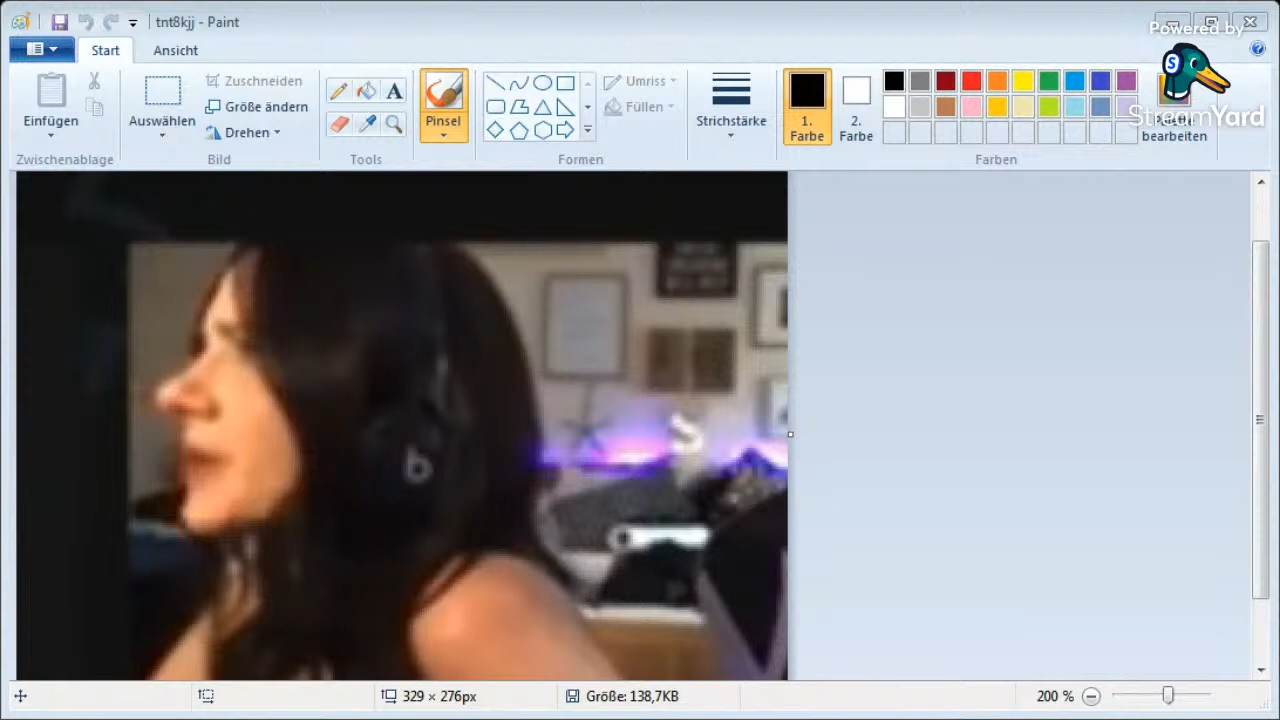 tnt8kjj - Paint
Powered by
StreamYard
Start
Ansicht
Einfügen
Zwischenablage
Auswählen
Zuschneiden
Größe ändern
Drehen
Bild
A
Tools
Pinsel
Umriss
Füllen
Formen
Strichstärke
1.
Farbe
2.
Farbe
bearbeiten
Farben
b
329 × 276px
Größe: 138,7KB
200 %